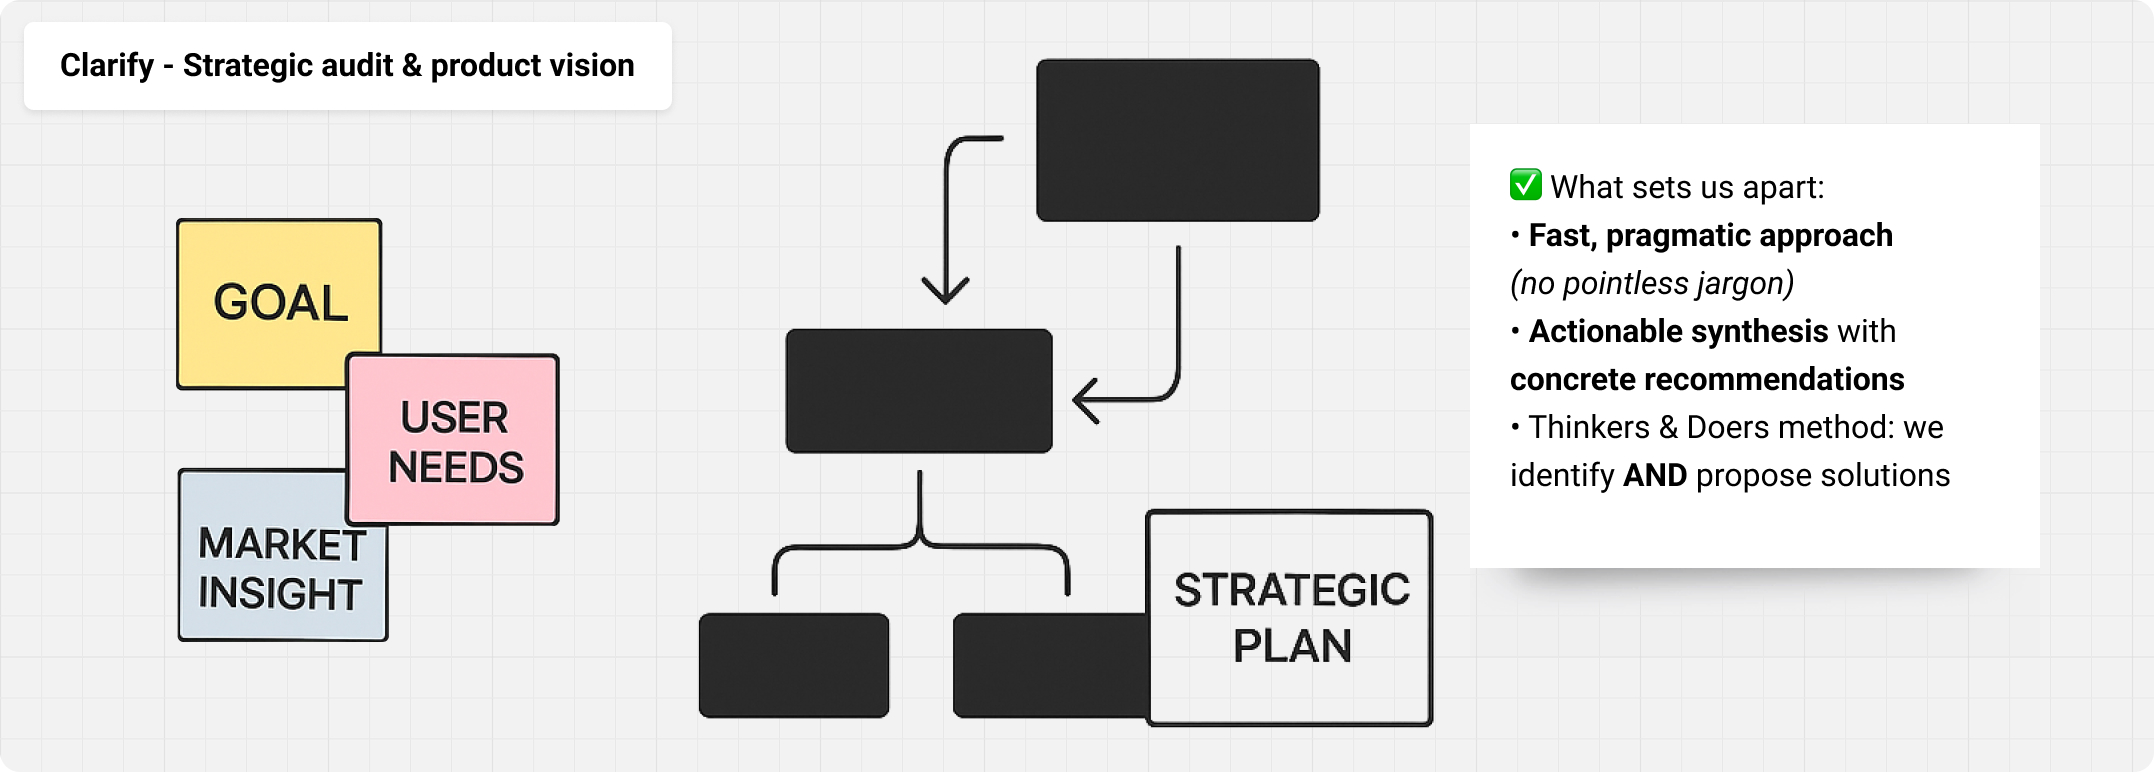 Clarify - Strategic audit & product vision
GOAL
USER
NEEDS
MARKET
INSIGHT
STRATEGIC
PLAN
✅ What sets us apart:
• Fast, pragmatic approach
(no pointless jargon)
• Actionable synthesis with
concrete recommendations
• Thinkers & Doers method: we
identify AND propose solutions